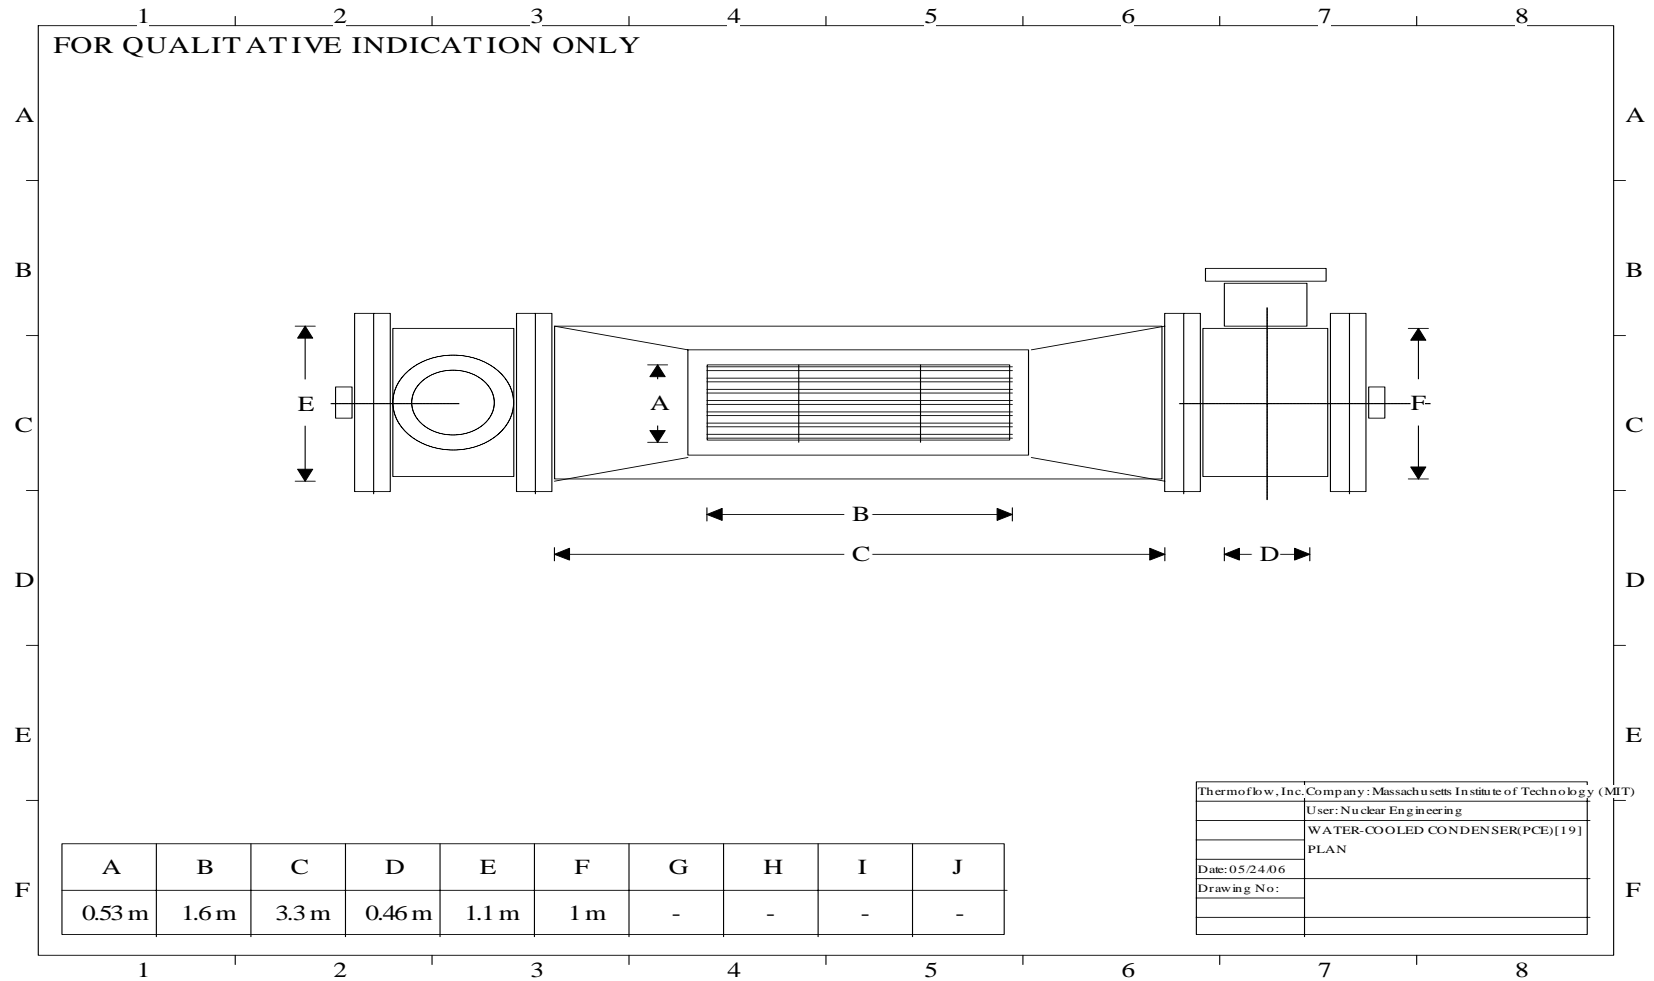 1 2 3 4 5 6 7 8
FOR QUALITATIVE INDICATION ONLY
A A
B B
E A F
C C
B
C D
D D
E E
Thermoflow, Inc. Company: Massachusetts Institute of Technology (MIT)
User: Nuclear Engineering
WATER-COOLED CONDENSER(PCE)[19]
PLAN
Date: 05/24/06
Drawing No:
A B C D E F G H I J
F F
0.53 m 1.6 m 3.3 m 0.46 m 1.1 m 1 m - - - -
1 2 3 4 5 6 7 8